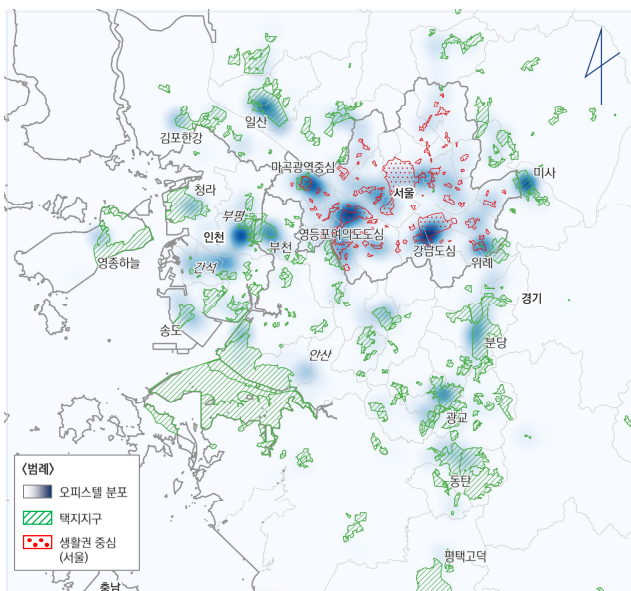 일산
김포한강
마곡광역중심
미사
청라
서울
부평
인천
영등포여의도도심
부천
강남도심
영종하늘
간석
위례
경기
송도
분당
안산
광교
〈범례〉
오피스텔 분포
동탄
택지지구
생활권 중심
(서울)
평택고덕
충남